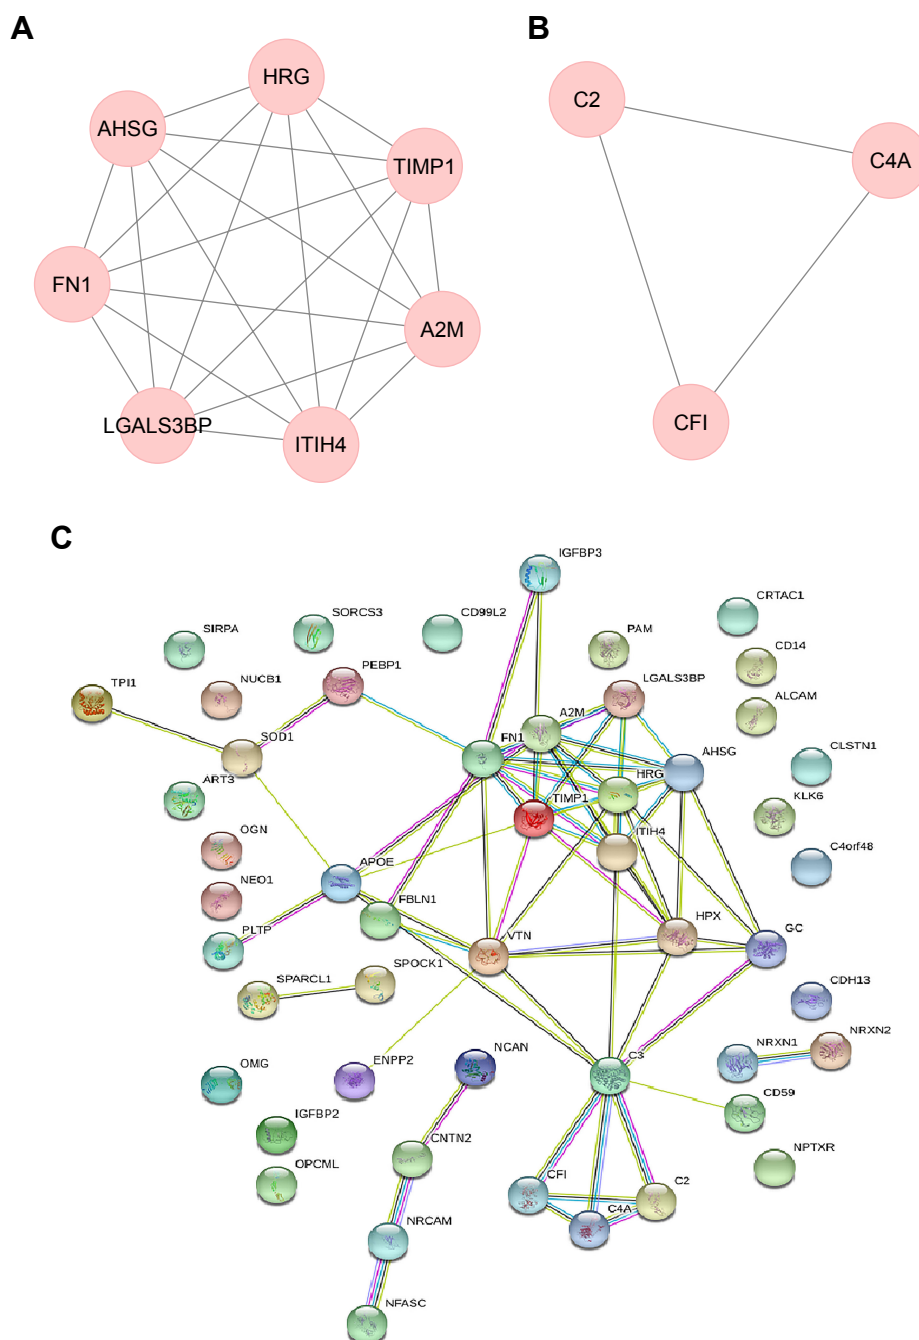 A
B
HRG
C2
AHSG
C4A
TIMP1
FN1
A2M
CFI
LGALS3BP
ITIH4
C
IGFBP3
CRTAC1
SORCS3
CD99L2
SIRPA
PAM
CD14
PEBP1
LGALS3BP
TPI1
NUCB1
ALCAM
A2M
SOD1
FN1
AHSG
CLSTN1
HRG
ART3
TIMP1
KLK6
ITIH4
OGN
C4orf48
APOE
NEO1
FBLN1
PLTP
VTN
HPX
GC
SPOCK1
SPARCL1
CDH13
NRXN2
NRXN1
NCAN
C3
OMG
ENPP2
CD59
IGFBP2
CNTN2
NPTXR
OPCML
CFI
C2
C4A
NRCAM
NFASC